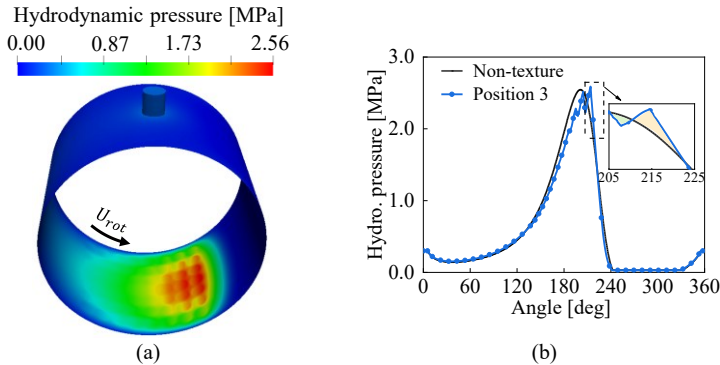 Hydrodynamic pressure [MPa]
0.00 0.87 1.73 2.56
U_rot
(a)
(b)
3.0
2.0
1.0
0.0
Hydro. pressure [MPa]
Non-texture
Position 3
205 215 225
0 60 120 180 240 300 360
Angle [deg]